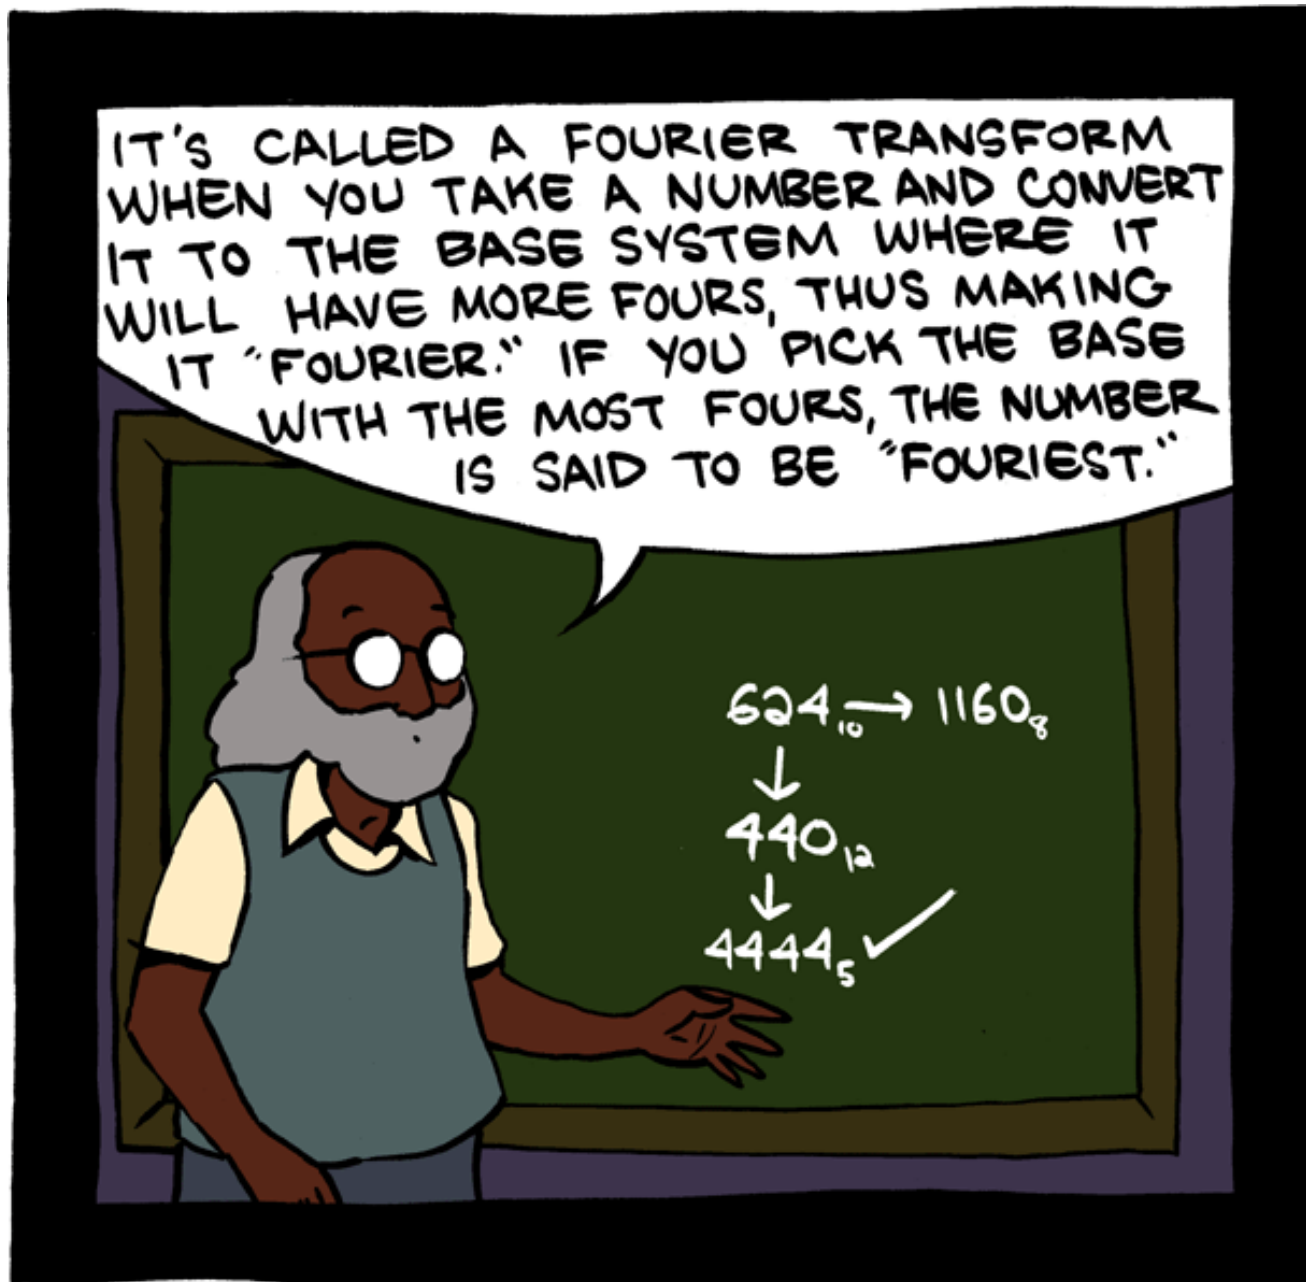 IT'S CALLED A FOURIER TRANSFORM
WHEN YOU TAKE A NUMBER AND CONVERT
IT TO THE BASE SYSTEM WHERE IT
WILL HAVE MORE FOURS, THUS MAKING
IT "FOURIER." IF YOU PICK THE BASE
WITH THE MOST FOURS, THE NUMBER
IS SAID TO BE "FOURIEST."
624₁₀ → 1160₈
↓
440₁₂
↓
4444₅ ✓